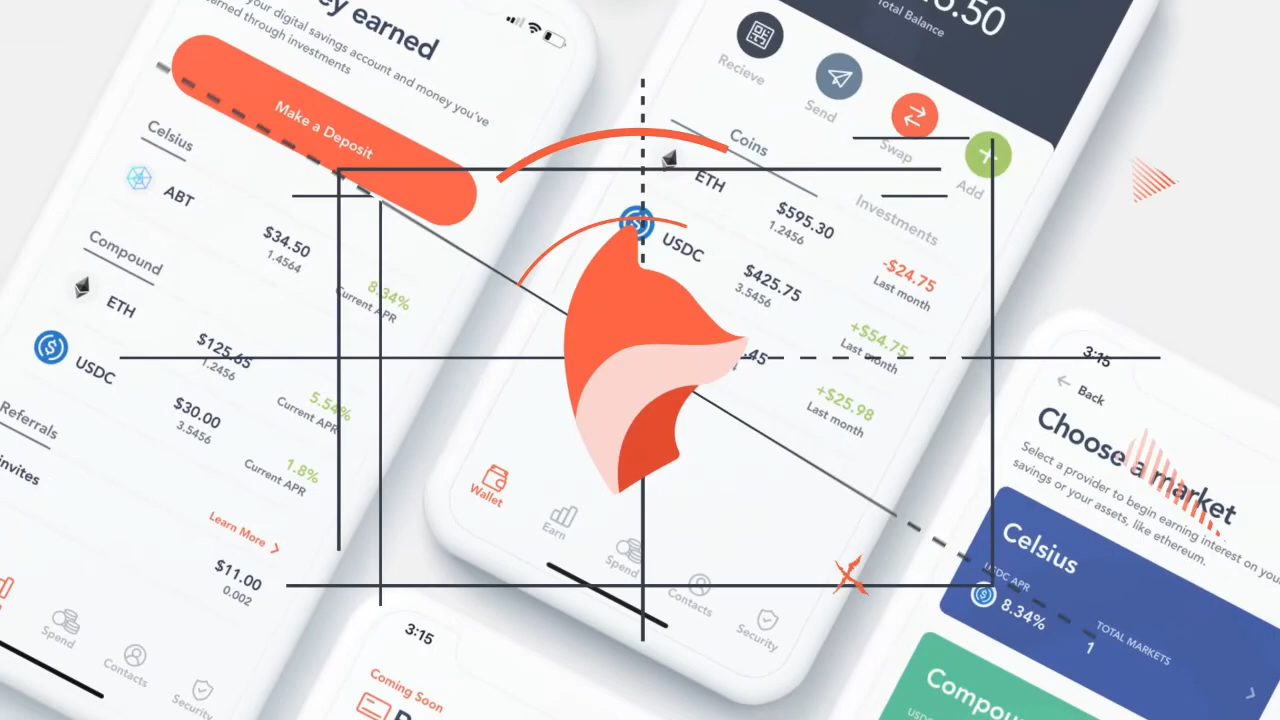 y earned
your digital savings account and money you've
earned through investments
Make a Deposit
Celsius
ABT
$34.50
1.4564
8.34%
Current APR
Compound
ETH
$125.65
1.2456
5.54%
Current APR
USDC
$30.00
3.5456
1.8%
Current APR
Referrals
invites
Learn More
$11.00
0.002
Spend
Contacts
Security
.50
Total Balance
Recieve
Send
Swap
Add
Coins
Investments
ETH
$595.30
1.2456
-$24.75
Last month
USDC
$425.75
3.5456
+$54.75
Last month
.45
+$25.98
Last month
Wallet
Earn
Spend
Contacts
Security
3:15
Coming Soon
3:15
Back
Choose a market
Select a provider to begin earning interest on your
savings or your assets, like ethereum.
Celsius
USDC APR
8.34%
TOTAL MARKETS
1
Compou
USDC